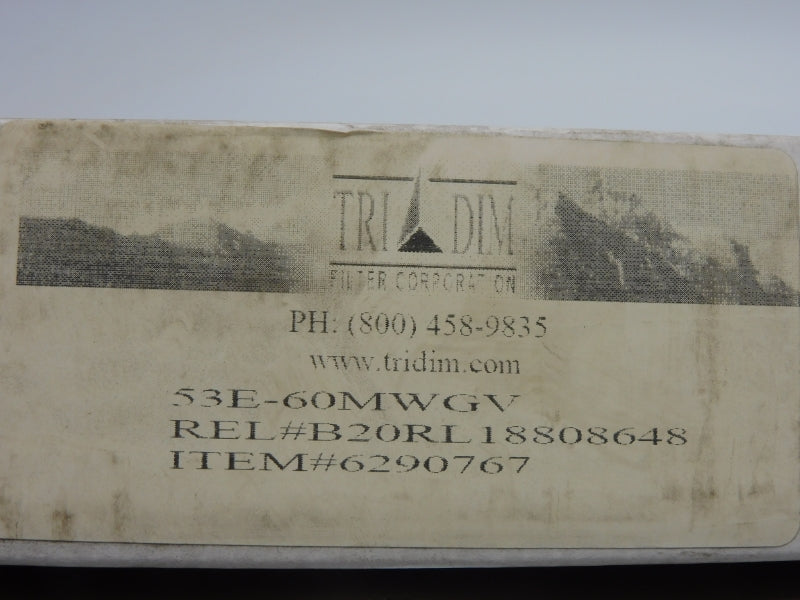 TRI DIM
FILTER CORPORATION
PH: (800) 458-9835
www.tridim.com
53E-60MWGV
REL#B20RL18808648
ITEM#6290767